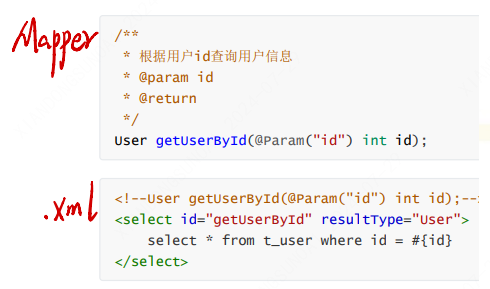 Mapper
/**
* 根据用户id查询用户信息
* @param id
* @return
*/
User getUserById(@Param("id") int id);
.xml
<!--User getUserById(@Param("id") int id);--
<select id="getUserById" resultType="User">
select * from t_user where id = #{id}
</select>